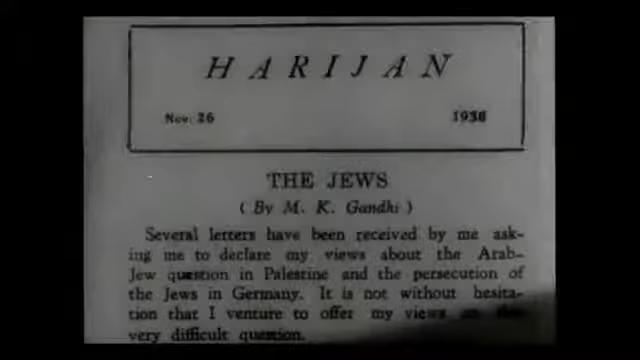 HARIJAN
Nov. 26 1938
THE JEWS
( By M. K. Gandhi )
Several letters have been received by me ask-
ing me to declare my views about the Arab-
Jew question in Palestine and the persecution of
the Jews in Germany. It is not without hesita-
tion that I venture to offer my views on this
very difficult question.